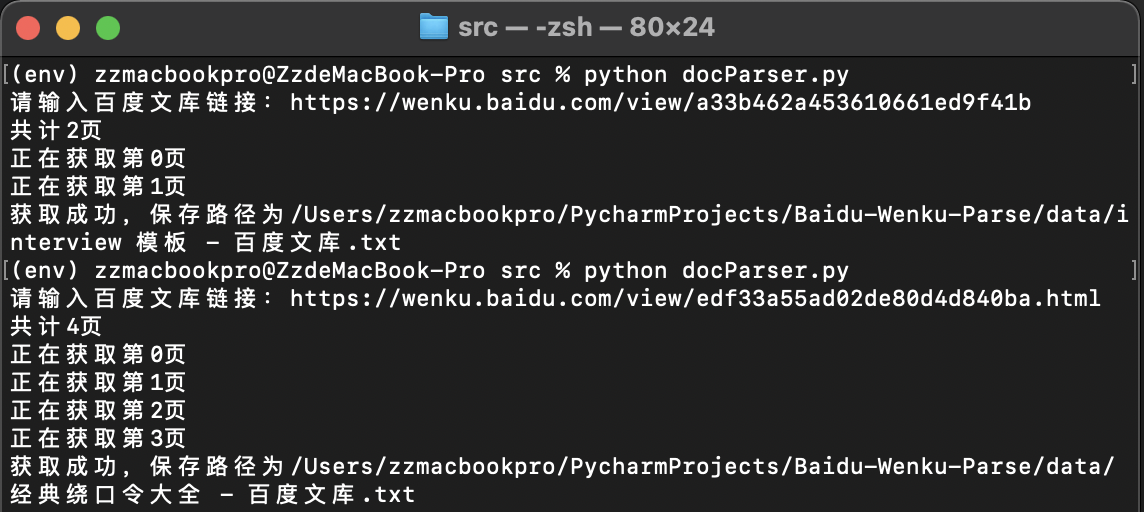 src — -zsh — 80×24
(env) zzmacbookpro@ZzdeMacBook-Pro src % python docParser.py
请输入百度文库链接：https://wenku.baidu.com/view/a33b462a453610661ed9f41b
共计2页
正在获取第0页
正在获取第1页
获取成功，保存路径为/Users/zzmacbookpro/PycharmProjects/Baidu-Wenku-Parse/data/i
nterview 模板 - 百度文库.txt
(env) zzmacbookpro@ZzdeMacBook-Pro src % python docParser.py
请输入百度文库链接：https://wenku.baidu.com/view/edf33a55ad02de80d4d840ba.html
共计4页
正在获取第0页
正在获取第1页
正在获取第2页
正在获取第3页
获取成功，保存路径为/Users/zzmacbookpro/PycharmProjects/Baidu-Wenku-Parse/data/
经典绕口令大全 - 百度文库.txt